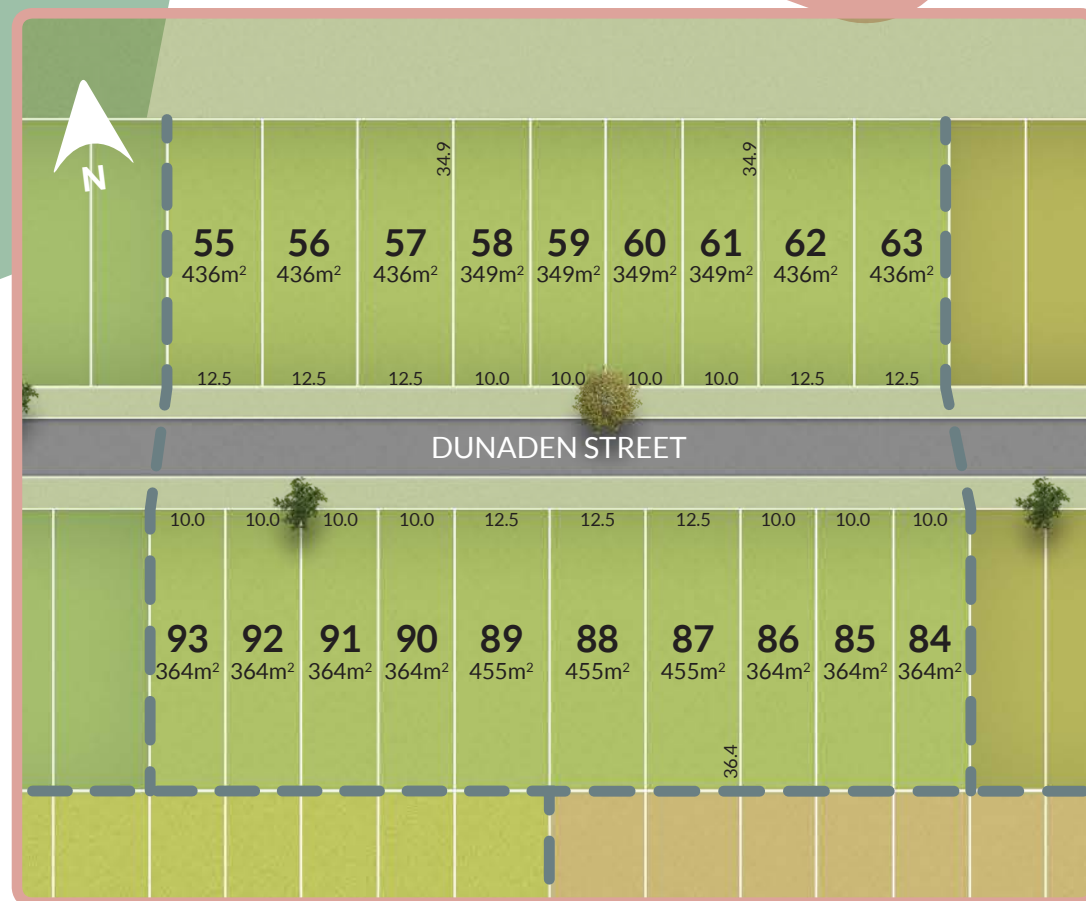 N
34.9 34.9
55 56 57 58 59 60 61 62 63
436m² 436m² 436m² 349m² 349m² 349m² 349m² 436m² 436m²
12.5 12.5 12.5 10.0 10.0 10.0 10.0 12.5 12.5
DUNADEN STREET
10.0 10.0 10.0 10.0 12.5 12.5 12.5 10.0 10.0 10.0
93 92 91 90 89 88 87 86 85 84
364m² 364m² 364m² 364m² 455m² 455m² 455m² 364m² 364m² 364m²
36.4